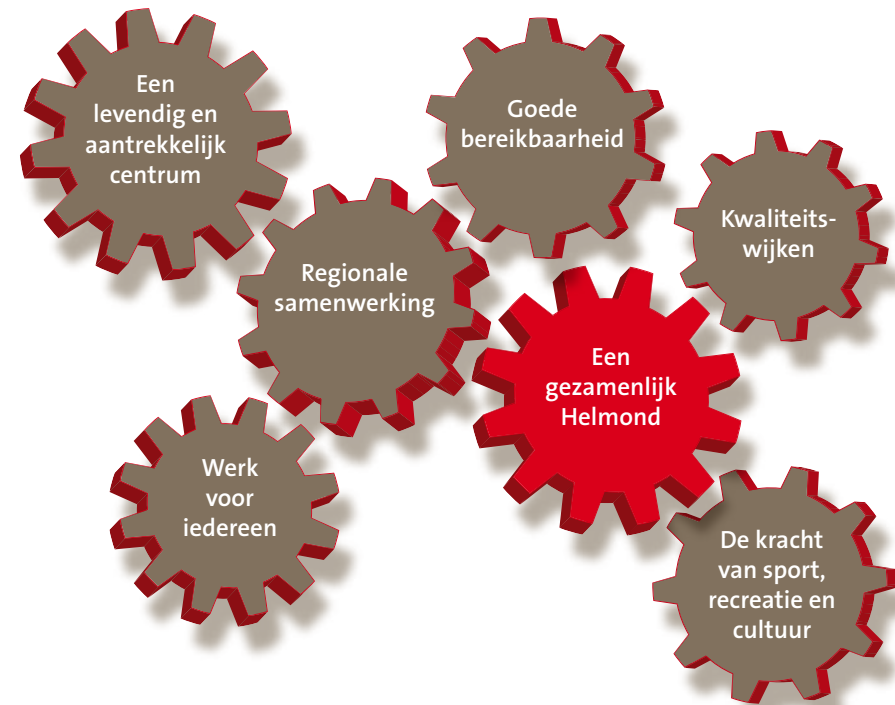 Een
levendig en
aantrekkelijk
centrum
Goede
bereikbaarheid
Kwaliteits-
wijken
Regionale
samenwerking
Een
gezamenlijk
Helmond
Werk
voor
iedereen
De kracht
van sport,
recreatie en
cultuur